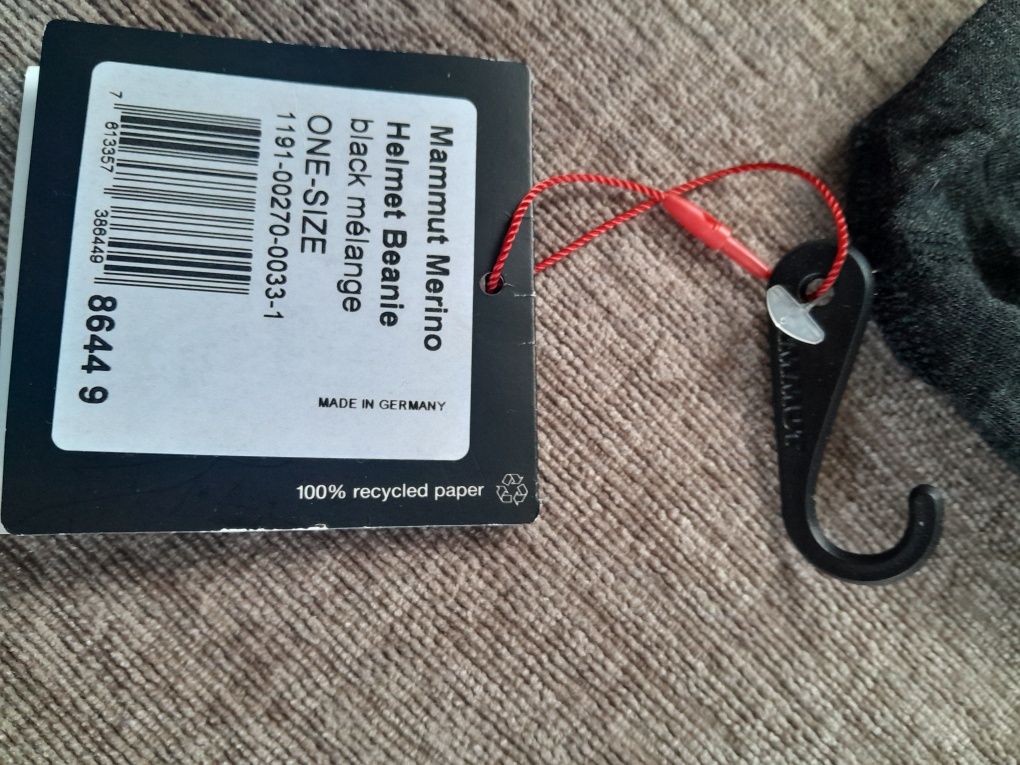 Mammut Merino
Helmet Beanie
black mélange
ONE-SIZE
1191-00270-0033-1
7 613357 386449
8644 9
MADE IN GERMANY
100% recycled paper
MAMMUT